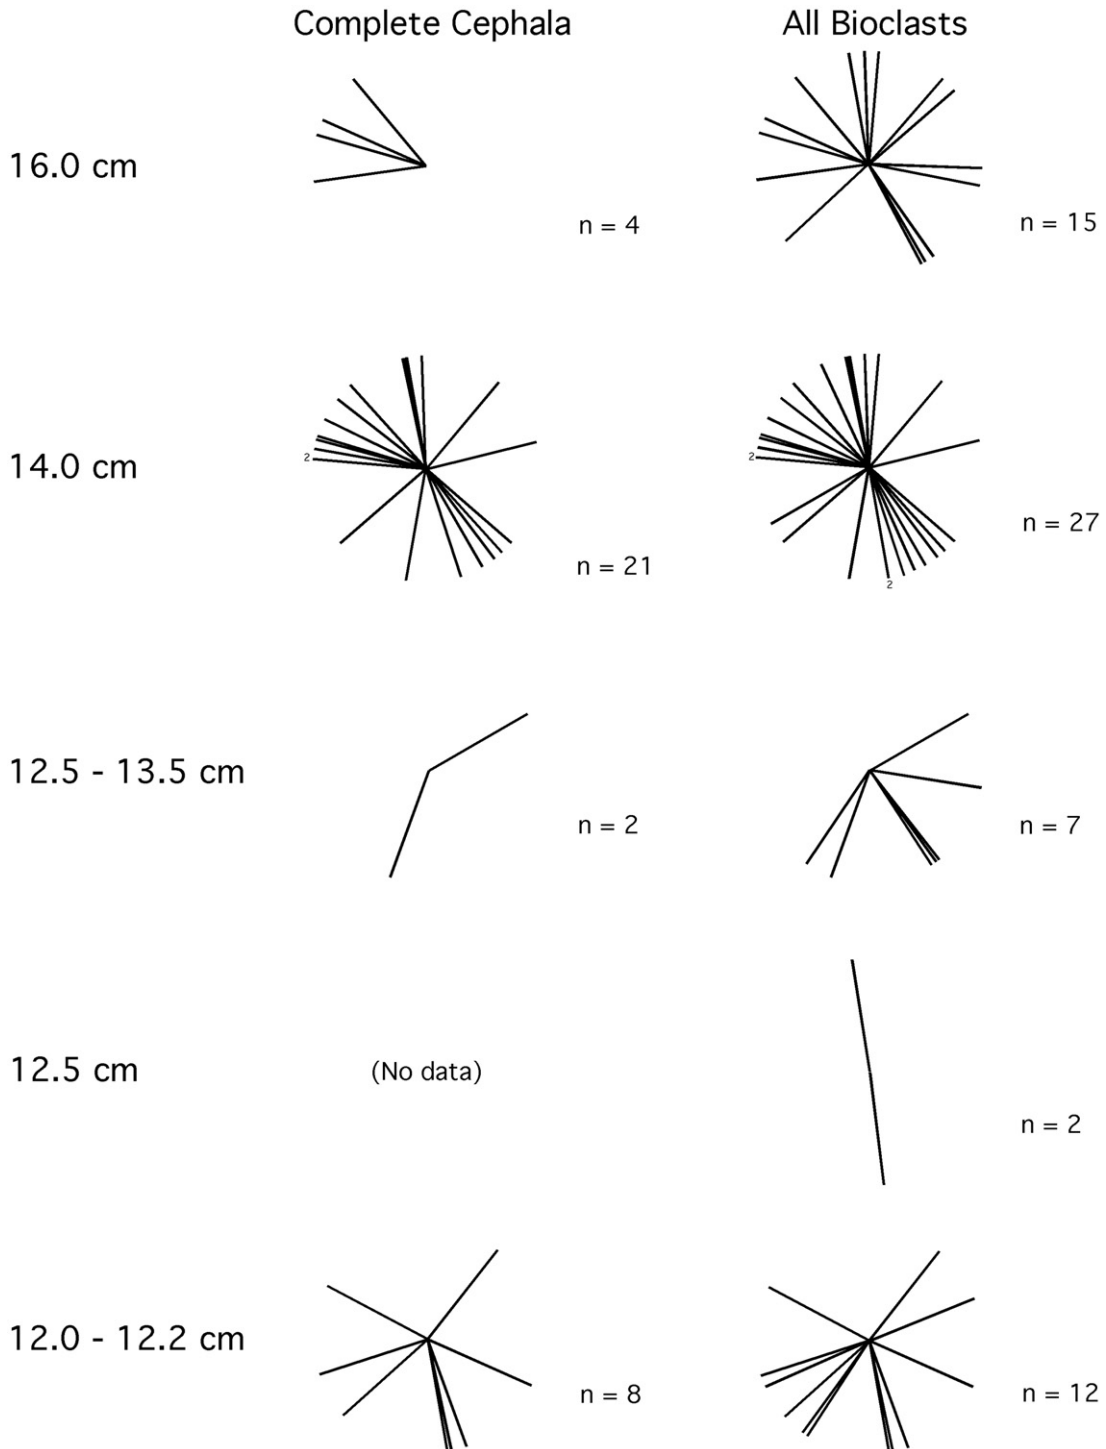 Complete Cephala
All Bioclasts
16.0 cm
n = 4
n = 15
14.0 cm
2
2
n = 21
n = 27
2
12.5 - 13.5 cm
n = 2
n = 7
12.5 cm
(No data)
n = 2
12.0 - 12.2 cm
n = 8
n = 12